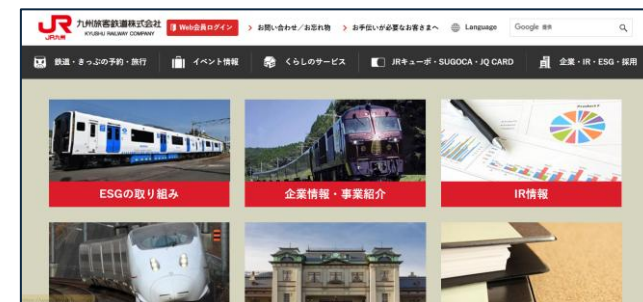 JR JR九州
九州旅客鉄道株式会社
KYUSHU RAILWAY COMPANY
Web会員ログイン
お問い合わせ/お忘れ物
お手伝いが必要なお客さまへ
Language
Google 検索
鉄道・きっぷの予約・旅行
イベント情報
くらしのサービス
JRキューポ・SUGOCA・JQ CARD
企業・IR・ESG・採用
ESGの取り組み
企業情報・事業紹介
IR情報